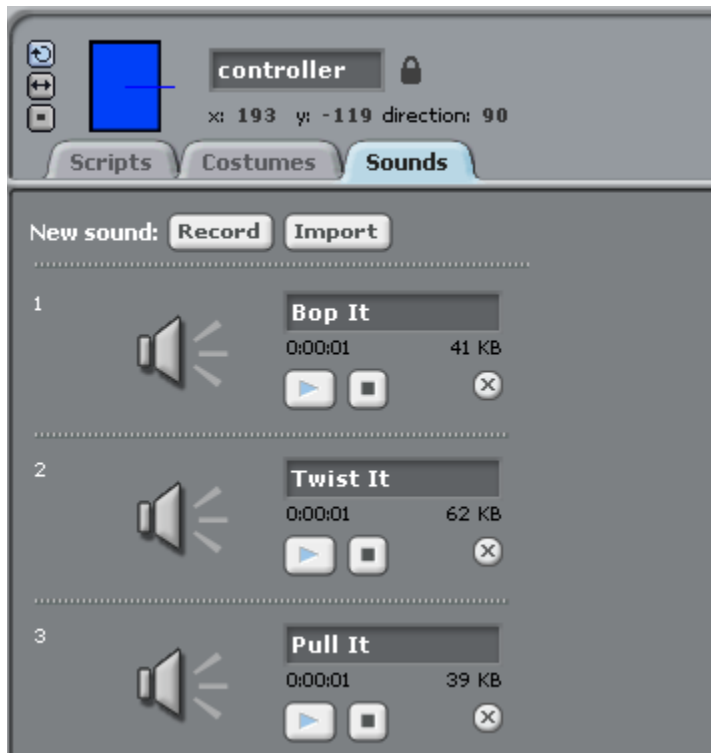 controller
x: 193 y: -119 direction: 90
Scripts Costumes Sounds
New sound: Record Import
1
Bop It
0:00:01 41 KB
2
Twist It
0:00:01 62 KB
3
Pull It
0:00:01 39 KB